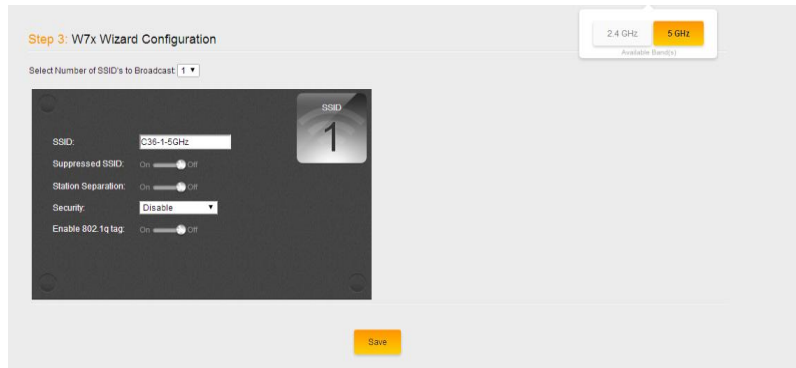 2.4 GHz 5 GHz
Available Band(s)
Step 3: W7x Wizard Configuration
Select Number of SSID's to Broadcast: 1
SSID
1
SSID: C36-1-5GHz
Suppressed SSID: On Off
Station Separation: On Off
Security: Disable
Enable 802.1q tag: On Off
Save